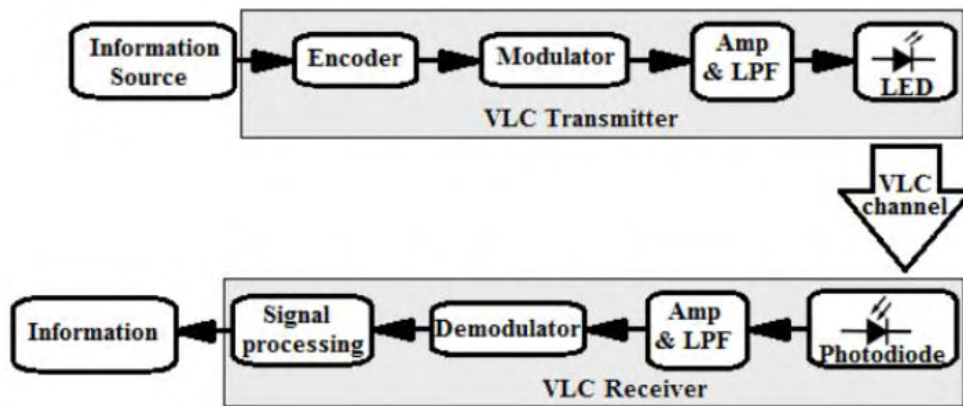 Information
Source
Encoder
Modulator
Amp
& LPF
LED
VLC Transmitter
VLC
channel
Information
Signal
processing
Demodulator
Amp
& LPF
Photodiode
VLC Receiver